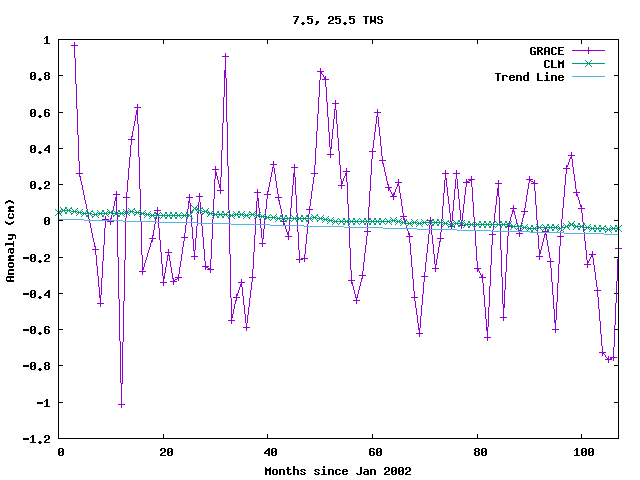 7.5, 25.5 TWS
GRACE
CLM
Trend Line
1
0.8
0.6
0.4
0.2
0
-0.2
-0.4
-0.6
-0.8
-1
-1.2
Anomaly (cm)
0 20 40 60 80 100
Months since Jan 2002